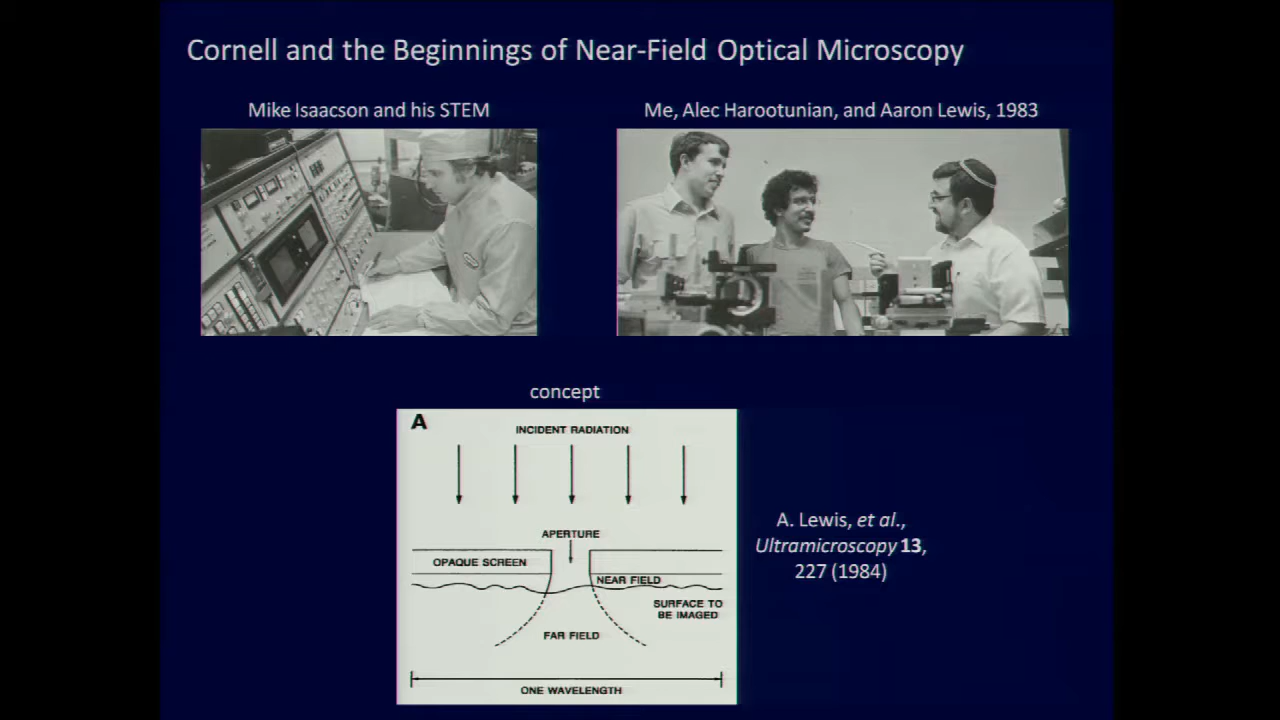 Cornell and the Beginnings of Near-Field Optical Microscopy
Mike Isaacson and his STEM
Me, Alec Harootunian, and Aaron Lewis, 1983
concept
A
INCIDENT RADIATION
APERTURE
OPAQUE SCREEN
NEAR FIELD
SURFACE TO
BE IMAGED
FAR FIELD
ONE WAVELENGTH
A. Lewis, et al.,
Ultramicroscopy 13,
227 (1984)